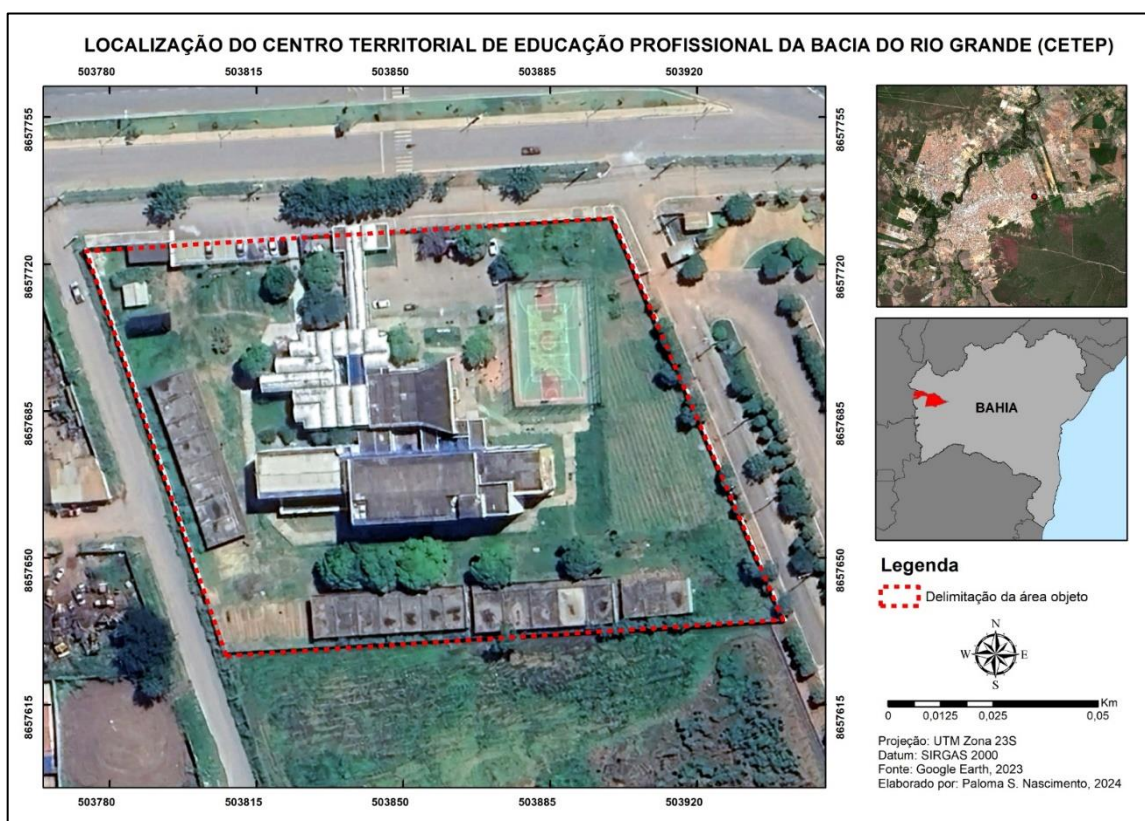 LOCALIZAÇÃO DO CENTRO TERRITORIAL DE EDUCAÇÃO PROFISSIONAL DA BACIA DO RIO GRANDE (CETEP)
503780 503815 503850 503885 503920
8657755 8657755
8657720 8657720
8657685 8657685
8657650 8657650
8657615 8657615
503780 503815 503850 503885 503920
BAHIA
Legenda
Delimitação da área objeto
N
W E
S
Km
0 0,0125 0,025 0,05
Projeção: UTM Zona 23S
Datum: SIRGAS 2000
Fonte: Google Earth, 2023
Elaborado por: Paloma S. Nascimento, 2024